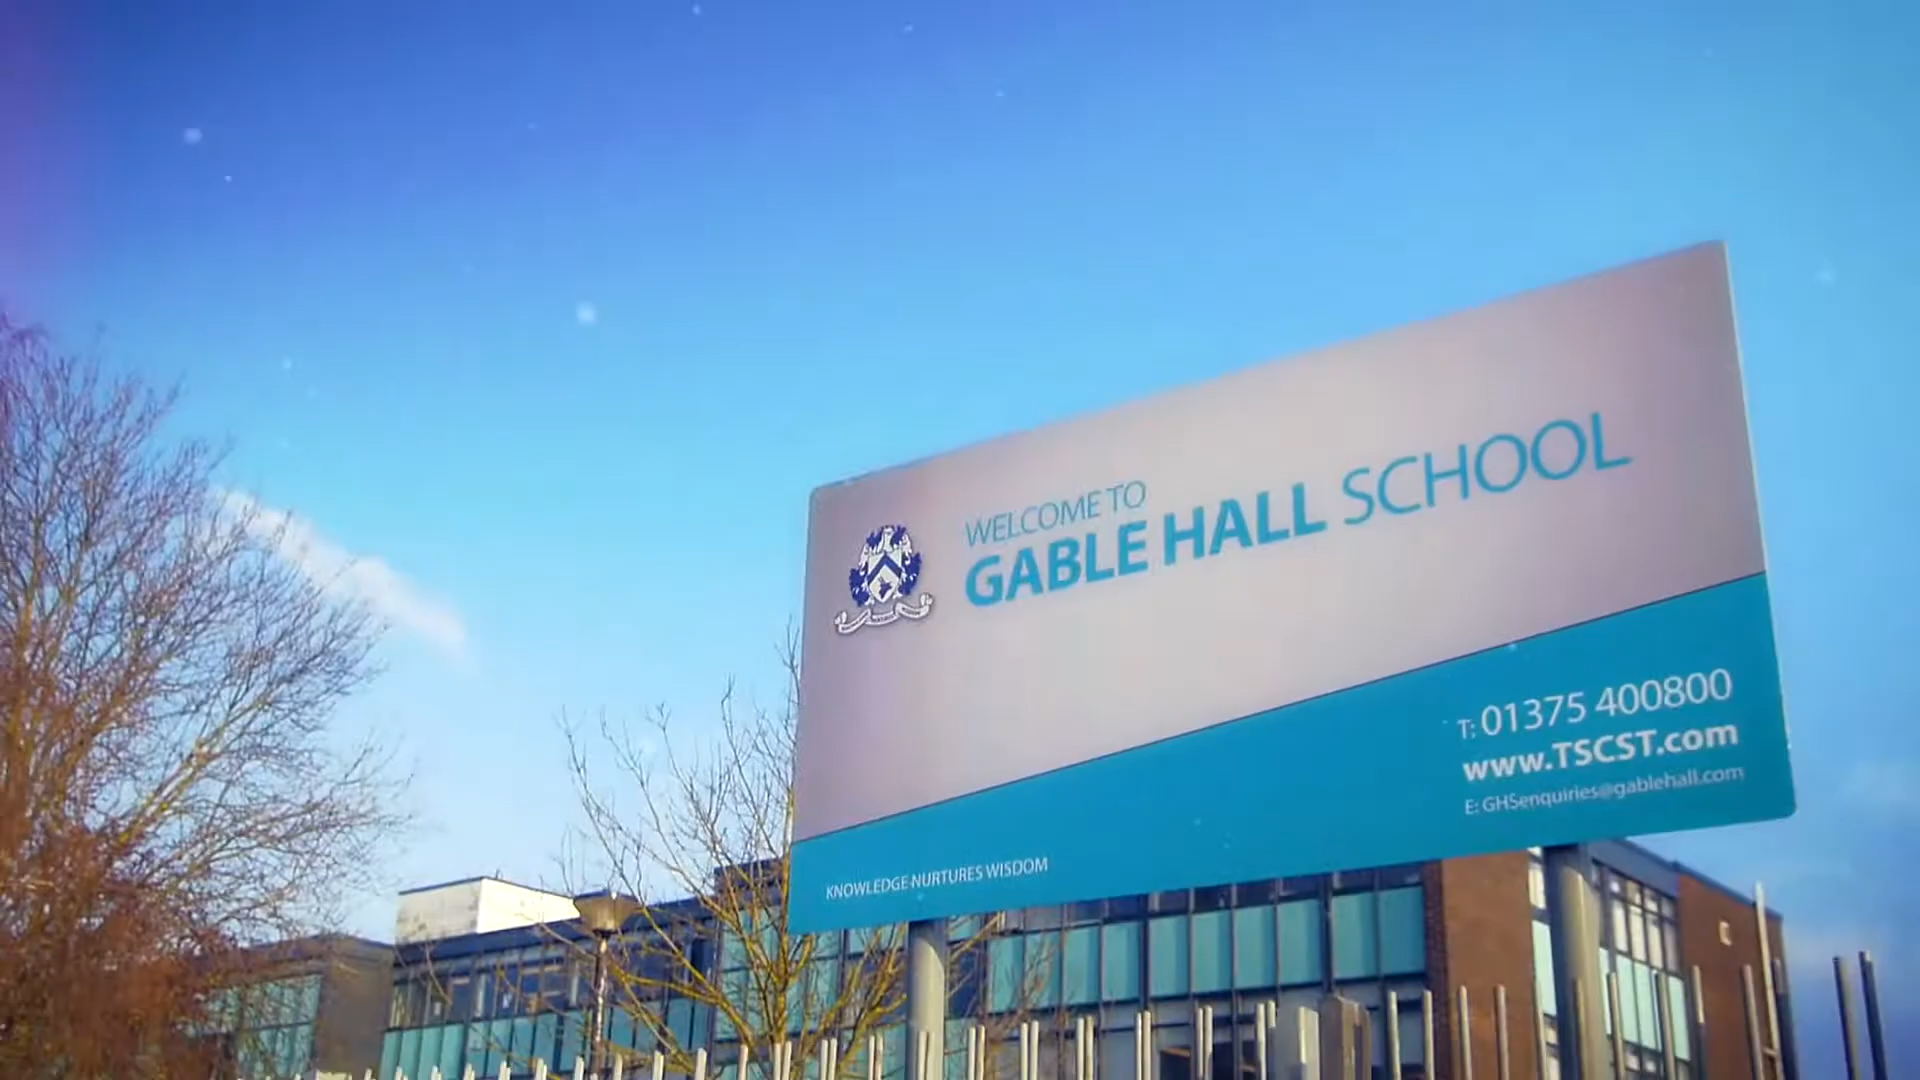 WELCOME TO
GABLE HALL SCHOOL
T: 01375 400800
www.TSCST.com
E: GHSenquiries@gablehall.com
KNOWLEDGE NURTURES WISDOM